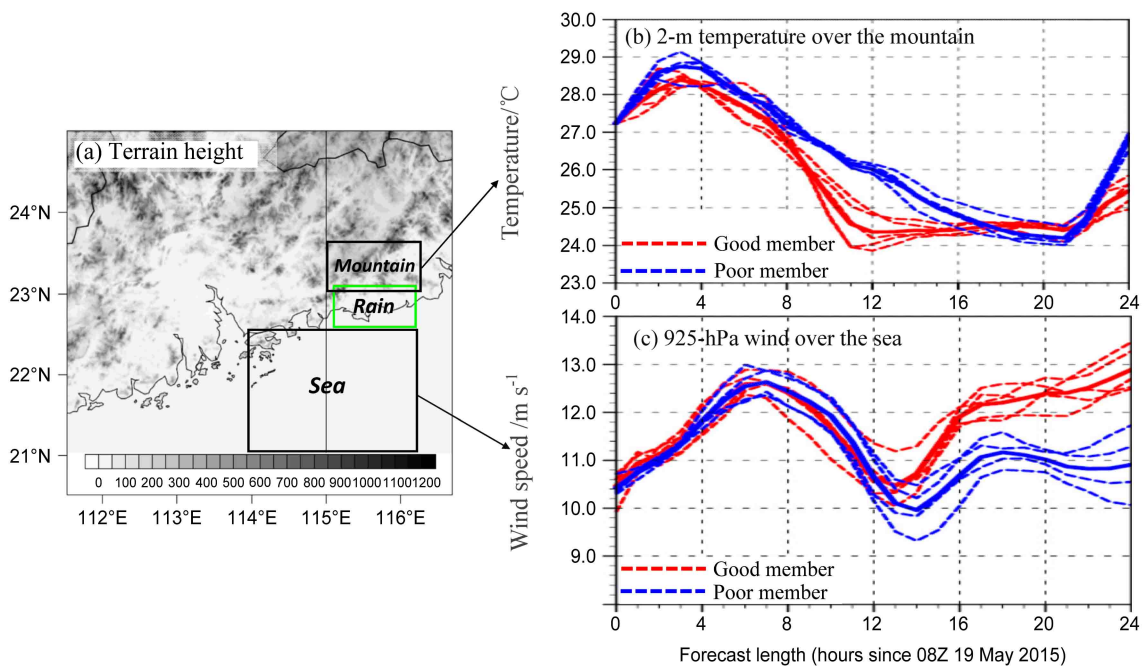 (a) Terrain height
24°N
23°N
22°N
21°N
Mountain
Rain
Sea
0 100 200 300 400 500 600 700 800 900 1000 1100 1200
112°E 113°E 114°E 115°E 116°E
Temperature/℃
Wind speed /m s⁻¹
(b) 2-m temperature over the mountain
30.0
29.0
28.0
27.0
26.0
25.0
24.0
23.0
Good member
Poor member
0 4 8 12 16 20 24
(c) 925-hPa wind over the sea
14.0
13.0
12.0
11.0
10.0
9.0
Good member
Poor member
0 4 8 12 16 20 24
Forecast length (hours since 08Z 19 May 2015)